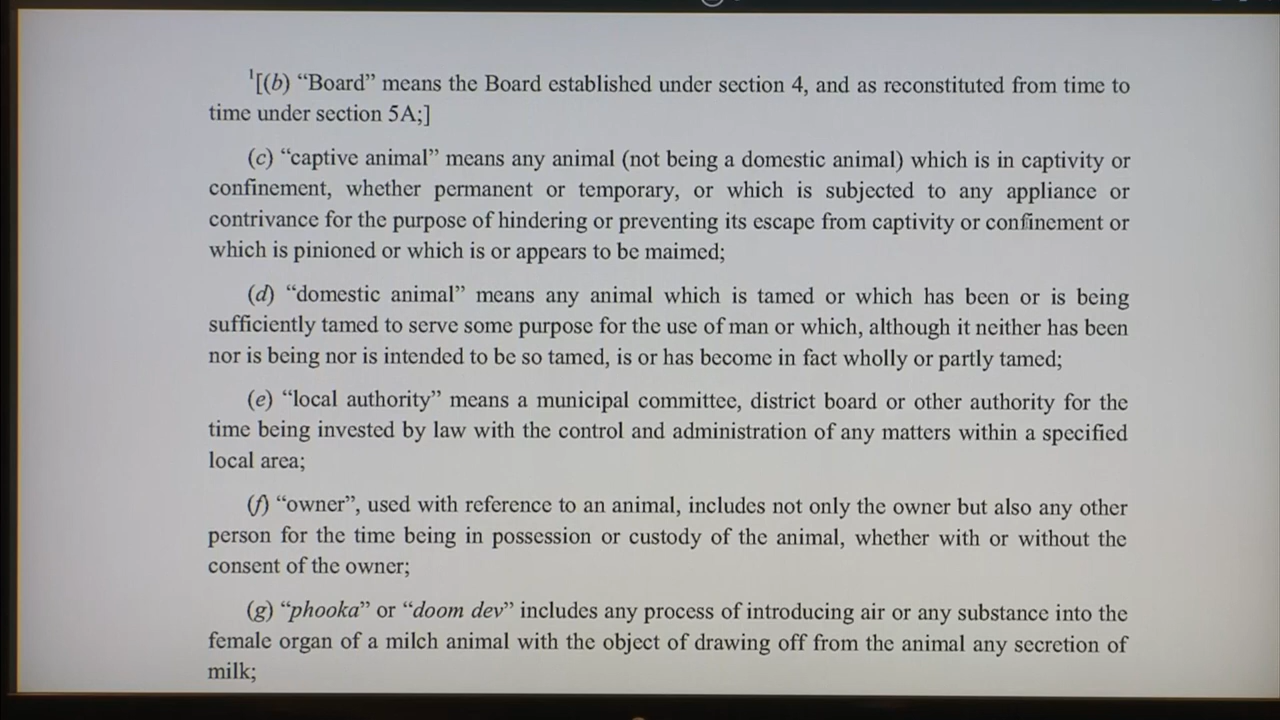 1[(b) “Board” means the Board established under section 4, and as reconstituted from time to
time under section 5A;]
(c) “captive animal” means any animal (not being a domestic animal) which is in captivity or
confinement, whether permanent or temporary, or which is subjected to any appliance or
contrivance for the purpose of hindering or preventing its escape from captivity or confinement or
which is pinioned or which is or appears to be maimed;
(d) “domestic animal” means any animal which is tamed or which has been or is being
sufficiently tamed to serve some purpose for the use of man or which, although it neither has been
nor is being nor is intended to be so tamed, is or has become in fact wholly or partly tamed;
(e) “local authority” means a municipal committee, district board or other authority for the
time being invested by law with the control and administration of any matters within a specified
local area;
(f) “owner”, used with reference to an animal, includes not only the owner but also any other
person for the time being in possession or custody of the animal, whether with or without the
consent of the owner;
(g) “phooka” or “doom dev” includes any process of introducing air or any substance into the
female organ of a milch animal with the object of drawing off from the animal any secretion of
milk;